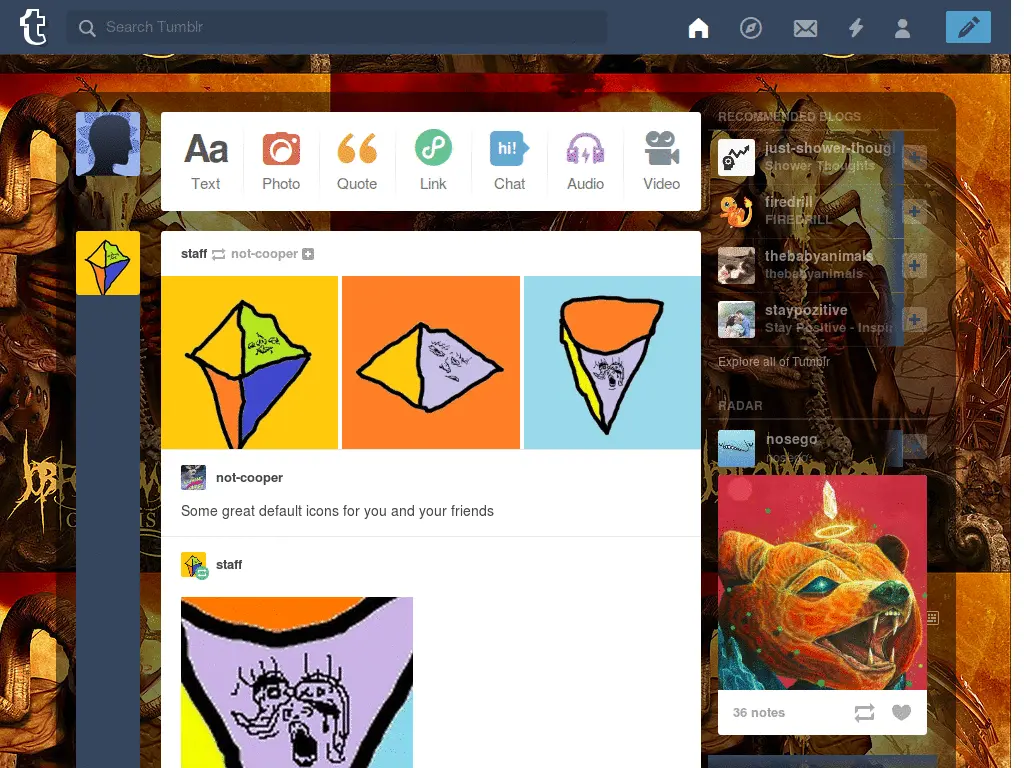 t
Search Tumblr
Aa
hi!
Text
Photo
Quote
Link
Chat
Audio
Video
staff not-cooper
not-cooper
Some great default icons for you and your friends
staff
RECOMMENDED BLOGS
just-shower-though
Shower Thoughts
firedrill
FIREDRILL
thebabyanimals
thebabyanimals
staypozitive
Stay Positive - Inspi
Explore all of Tumblr
RADAR
nosego
nosego
36 notes